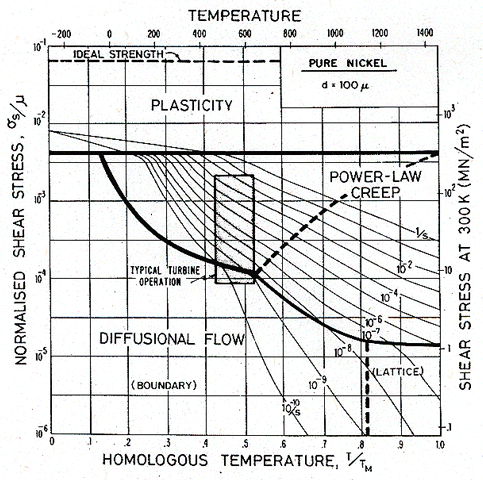 TEMPERATURE
-200 0 200 400 600 800 1000 1200 1400
IDEAL STRENGTH
PURE NICKEL
d = 100 μ
PLASTICITY
POWER-LAW
CREEP
TYPICAL TURBINE
OPERATION
DIFFUSIONAL FLOW
(BOUNDARY)
(LATTICE)
1/S
10-2
10-4
10-6
10-7
10-8
10-9
10-10/S
NORMALISED SHEAR STRESS, σs/μ
10-1
10-2
10-3
10-4
10-5
10-6
SHEAR STRESS AT 300K (MN/m2)
103
102
10
1
.1
0 .1 .2 .3 .4 .5 .6 .7 .8 .9 1.0
HOMOLOGOUS TEMPERATURE, T/TM